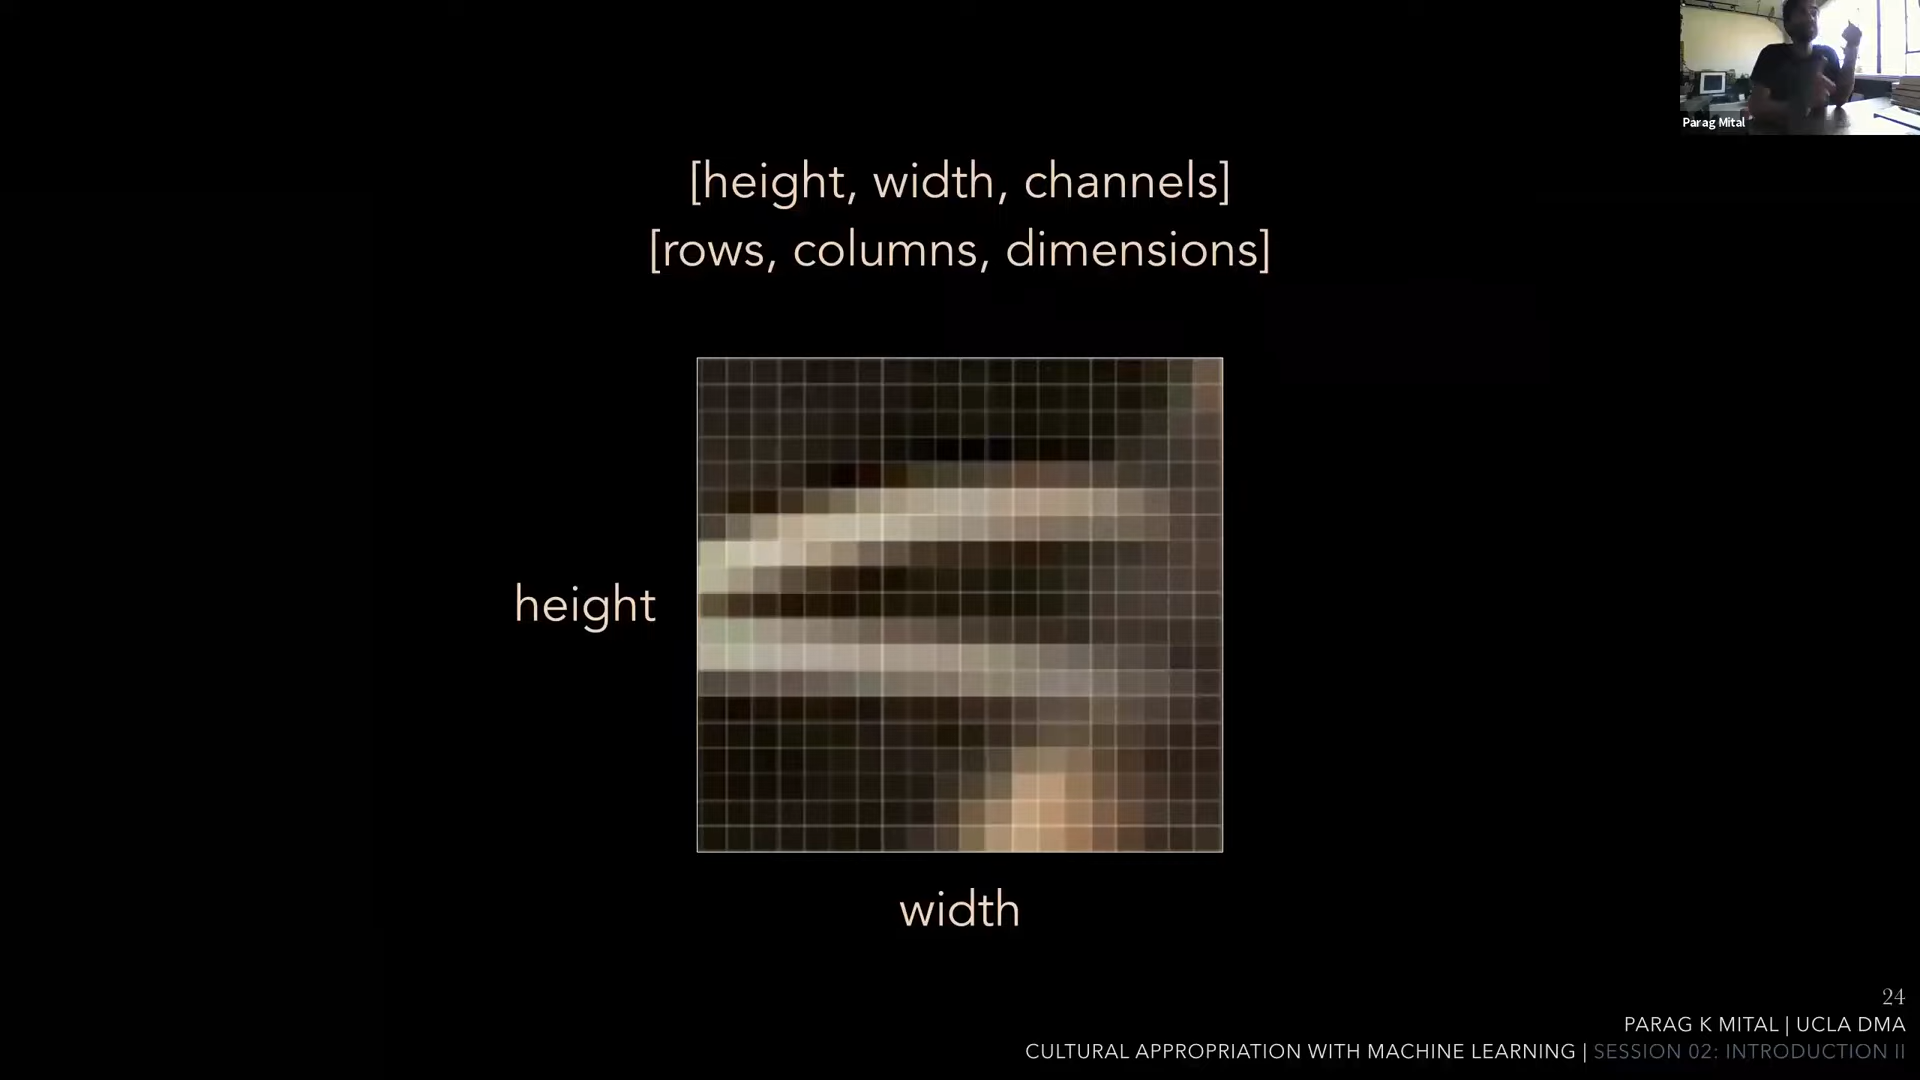 Parag Mital
[height, width, channels]
[rows, columns, dimensions]
height
width
24
PARAG K MITAL | UCLA DMA
CULTURAL APPROPRIATION WITH MACHINE LEARNING | SESSION 02: INTRODUCTION II